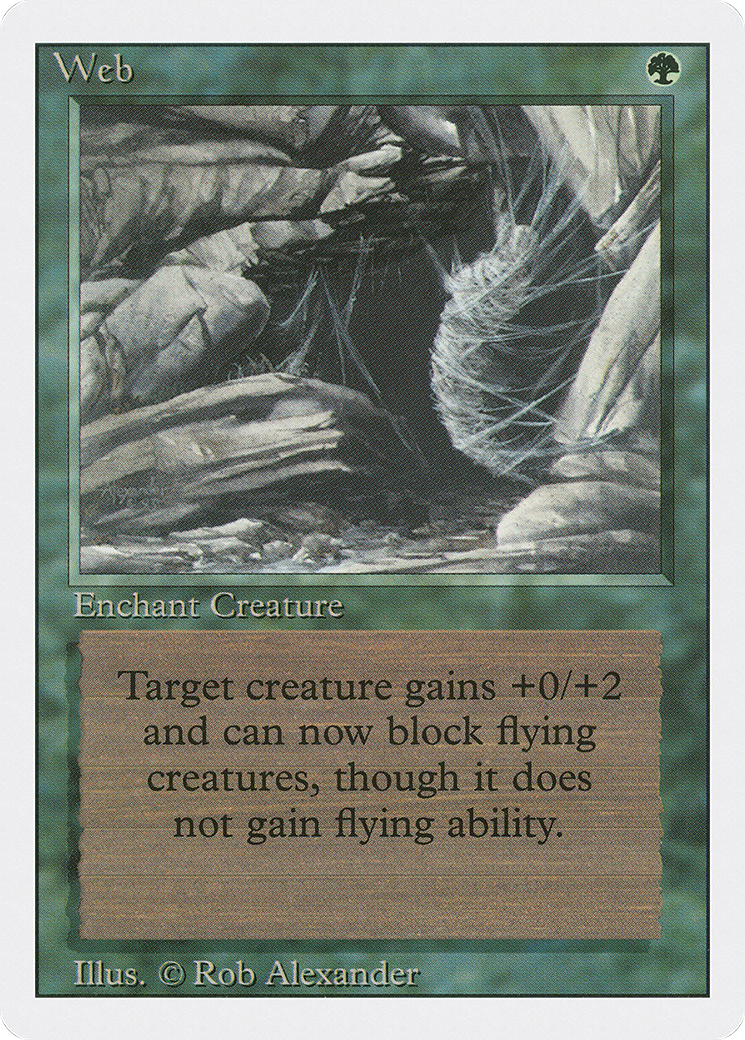 Web
Enchant Creature
Target creature gains +0/+2
and can now block flying
creatures, though it does
not gain flying ability.
Illus. © Rob Alexander